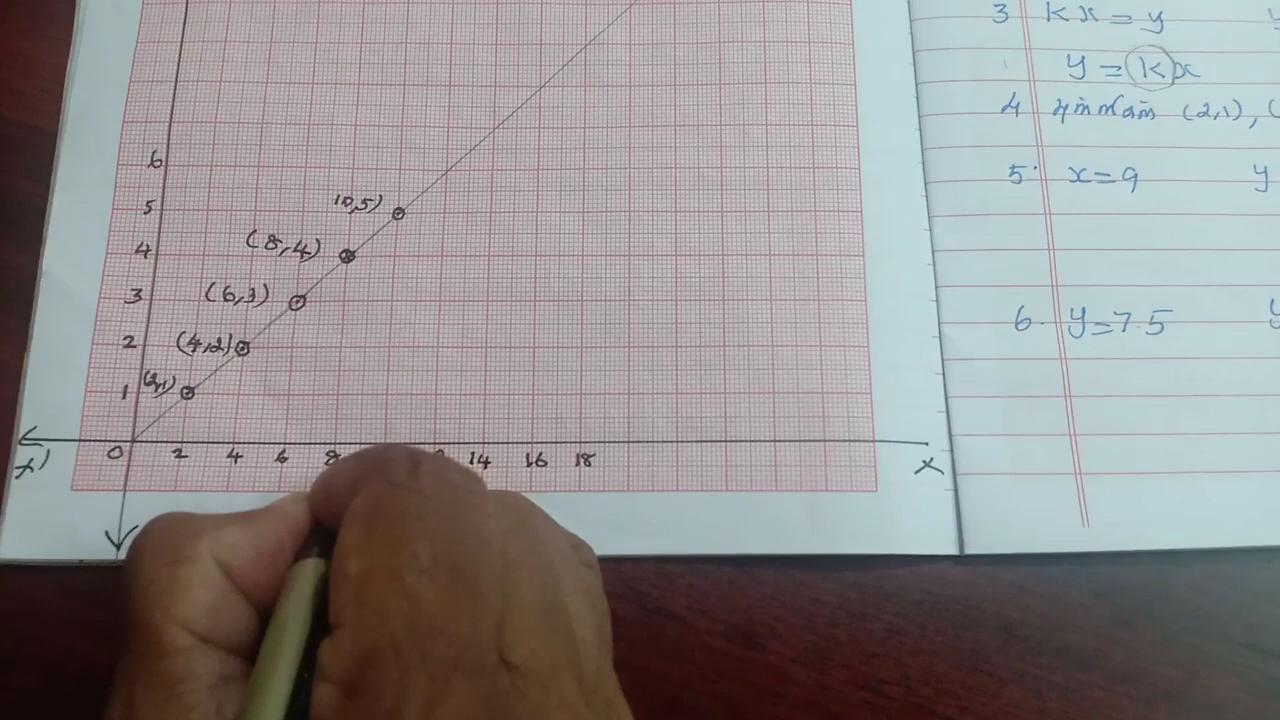 6
5
4
3
2
1
10,5)
(8,4)
(6,3)
(4,2)
0 2 4 6 8 14 16 18
x'
x
3 kx = y
y = kx
4 (2,1), (
5. x=9 y
6. y=7.5 y